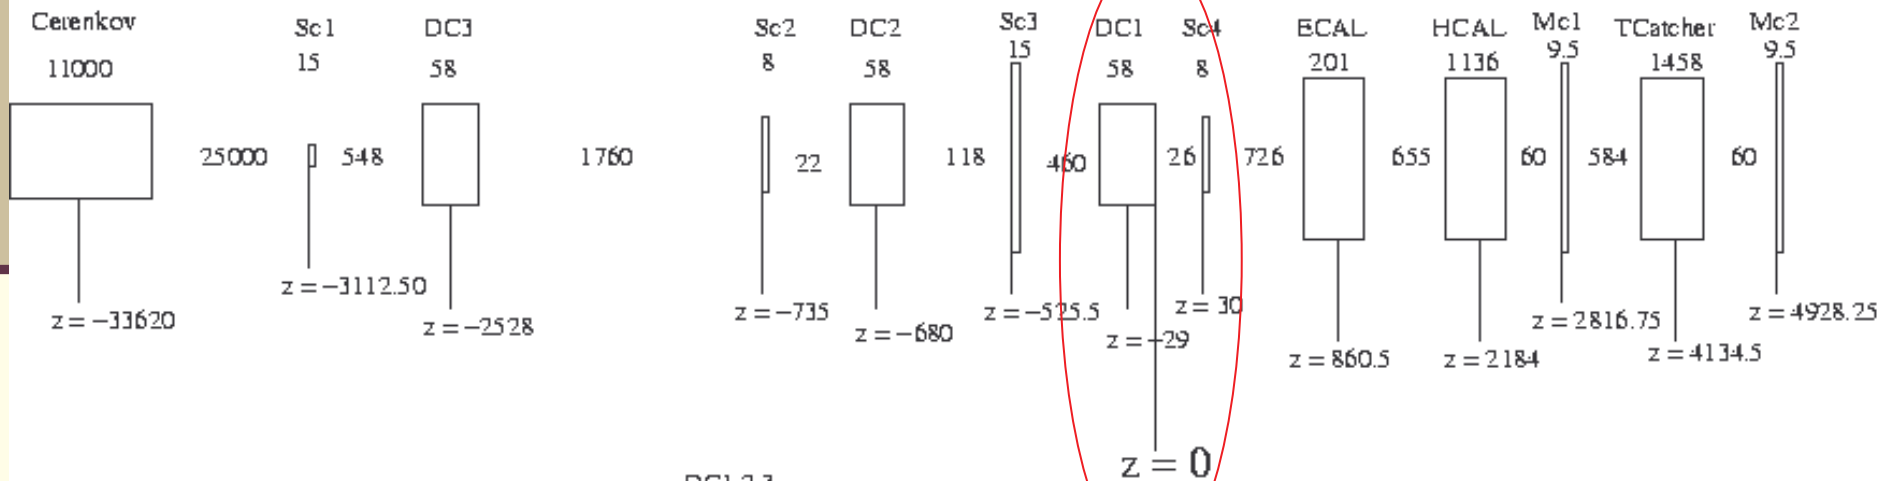 Cerenkov Sc1 DC3 Sc2 DC2 Sc3 DC1 Sc4 ECAL HCAL Mc1 TCatcher Mc2
11000 15 58 8 58 15 58 8 201 1136 9.5 1458 9.5
25000 548 1760 22 118 460 26 726 655 60 584 60
z = −33620 z = −3112.50 z = −2528 z = −735 z = −680 z = −525.5 z = −29 z = 30 z = 860.5 z = 2184 z = 2816.75 z = 4134.5 z = 4928.25
z = 0